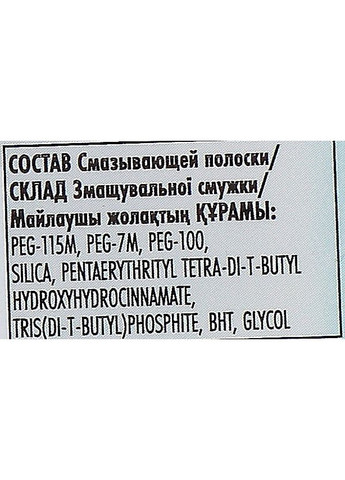 СОСТАВ Смазывающей полоски/
СКЛАД Змащувальної смужки/
Майлаушы жолақтың ҚҰРАМЫ:
PEG-115M, PEG-7M, PEG-100,
SILICA, PENTAERYTHRITYL TETRA-DI-T-BUTYL
HYDROXYHYDROCINNAMATE,
TRIS(DI-T-BUTYL)PHOSPHITE, BHT, GLYCOL